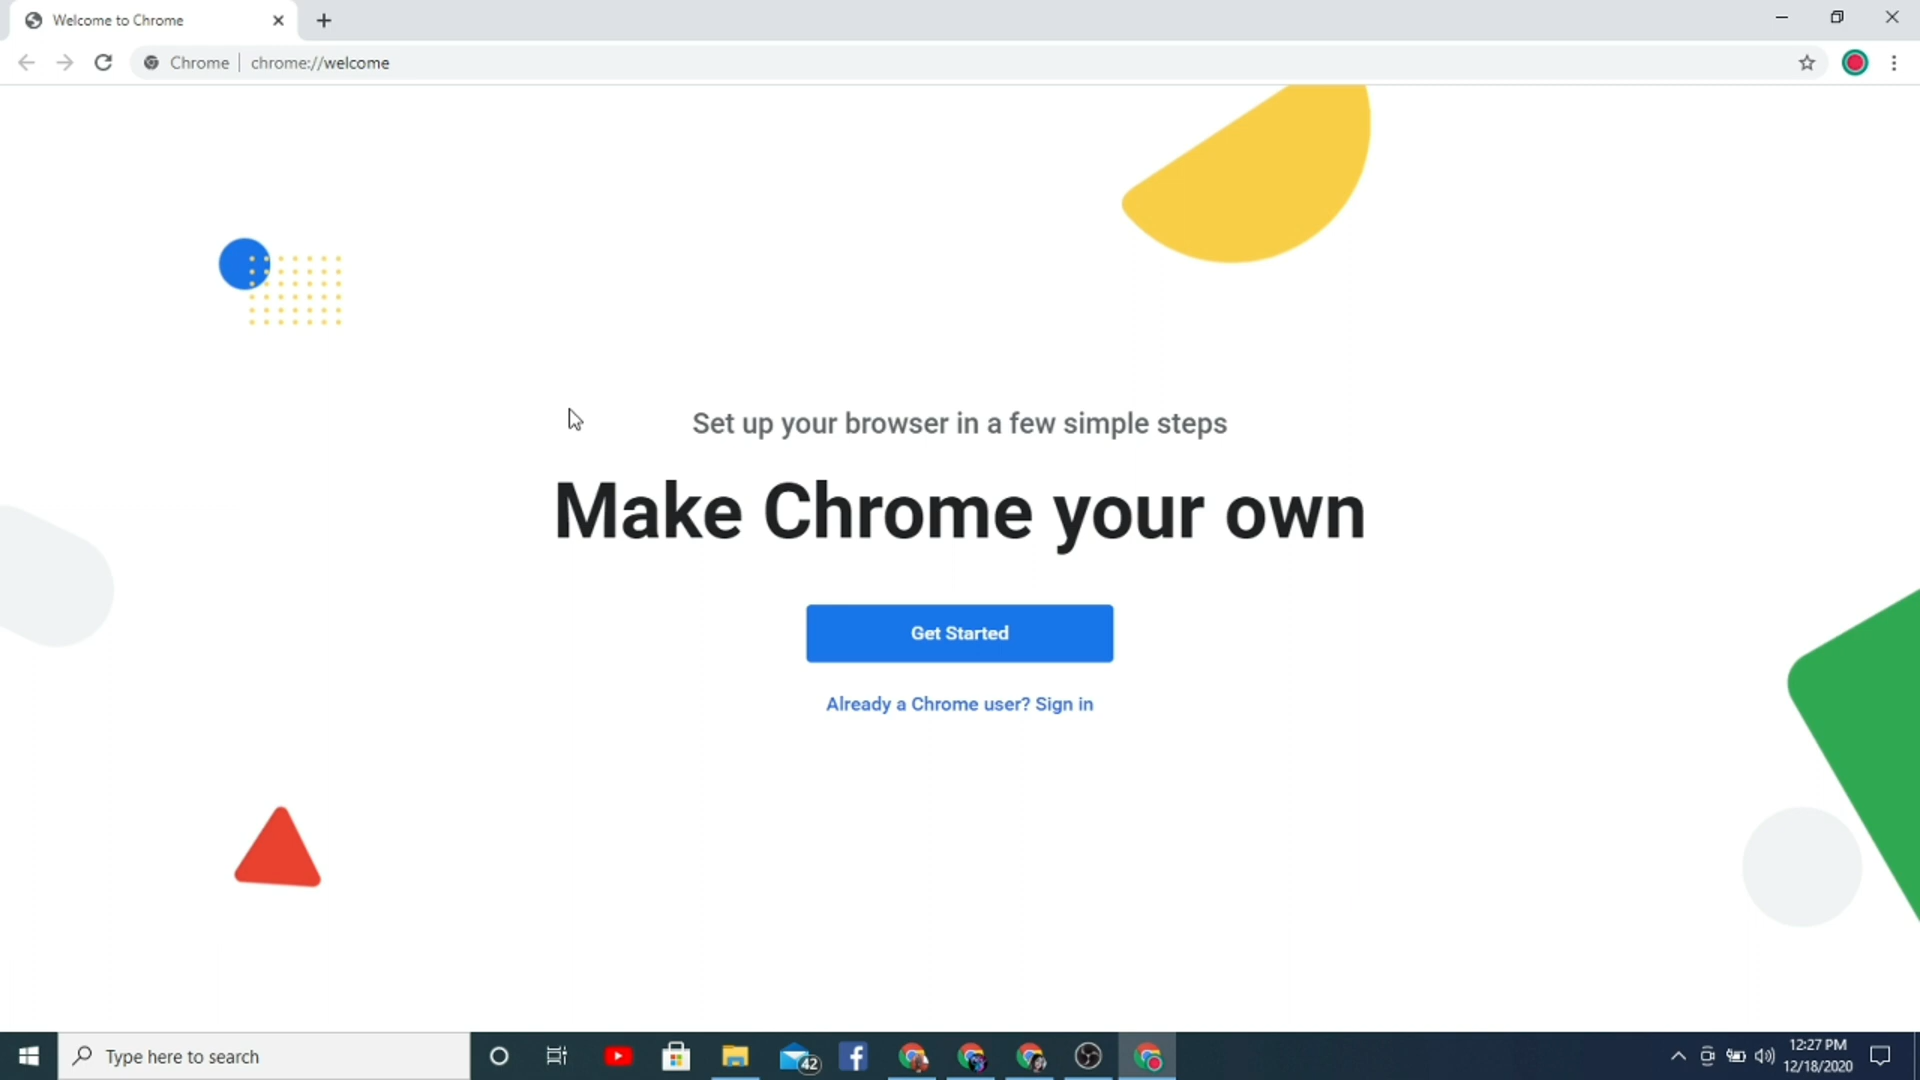 Welcome to Chrome
Chrome | chrome://welcome
Set up your browser in a few simple steps
Make Chrome your own
Get Started
Already a Chrome user? Sign in
Type here to search
42
12:27 PM
12/18/2020